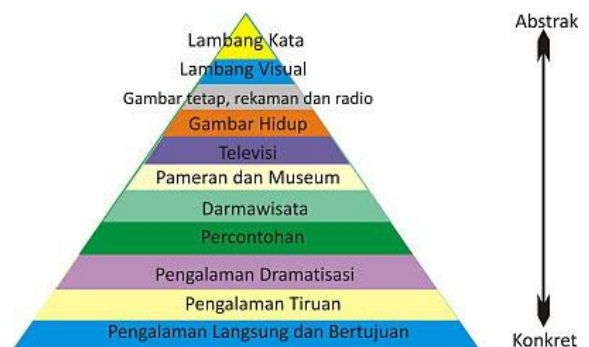 Abstrak
Lambang Kata
Lambang Visual
Gambar tetap, rekaman dan radio
Gambar Hidup
Televisi
Pameran dan Museum
Darmawisata
Percontohan
Pengalaman Dramatisasi
Pengalaman Tiruan
Pengalaman Langsung dan Bertujuan
Konkret